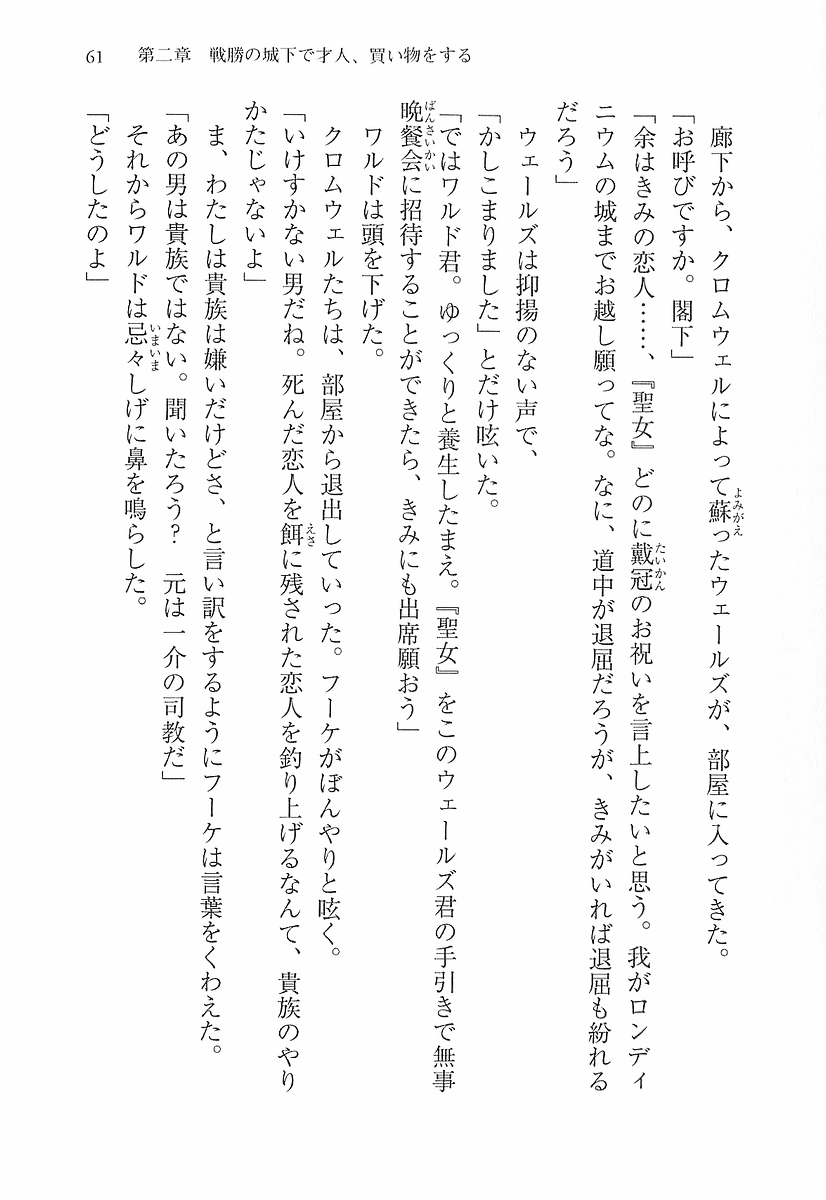 61　第二章　戦勝の城下で才人、買い物をする
　廊下から、クロムウェルによって蘇ったウェールズが、部屋に入ってきた。
「お呼びですか。閣下」
「余はきみの恋人……、『聖女』どのに戴冠のお祝いを言上したいと思う。我がロンディ
ニウムの城までお越し願ってな。なに、道中が退屈だろうが、きみがいれば退屈も紛れる
だろう」
　ウェールズは抑揚のない声で、
「かしこまりました」とだけ呟いた。
「ではワルド君。ゆっくりと養生したまえ。『聖女』をこのウェールズ君の手引きで無事
晩餐会に招待することができたら、きみにも出席願おう」
　ワルドは頭を下げた。
　クロムウェルたちは、部屋から退出していった。フーケがぼんやりと呟く。
「いけすかない男だね。死んだ恋人を餌に残された恋人を釣り上げるなんて、貴族のやり
かたじゃないよ」
　ま、わたしは貴族は嫌いだけどさ、と言い訳をするようにフーケは言葉をくわえた。
「あの男は貴族ではない。聞いたろう？　元は一介の司教だ」
　それからワルドは忌々しげに鼻を鳴らした。
「どうしたのよ」